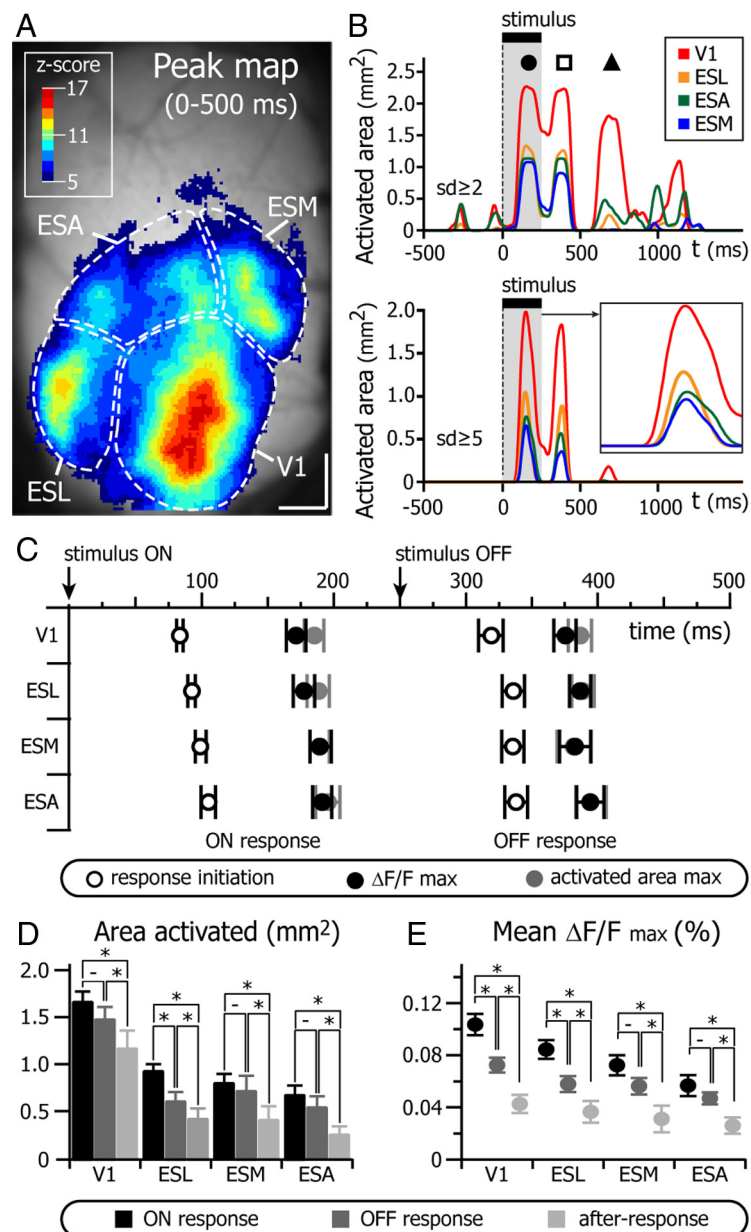 A
z-score
17
11
5
Peak map
(0-500 ms)
ESA
ESM
ESL
V1
B
stimulus
V1
ESL
ESA
ESM
Activated area (mm²)
2.5
2.0
1.5
1.0
0.5
0
sd≥2
-500
0
500
1000
t (ms)
stimulus
Activated area (mm²)
2.0
1.5
1.0
0.5
0
sd≥5
-500
0
500
1000
t (ms)
C
stimulus ON
stimulus OFF
100
200
300
400
500
time (ms)
V1
ESL
ESM
ESA
ON response
OFF response
response initiation
ΔF/F max
activated area max
D
Area activated (mm²)
2.0
1.5
1.0
0.5
0
*
- *
*
* *
*
- *
*
- *
V1
ESL
ESM
ESA
E
Mean ΔF/F max (%)
0.12
0.08
0.04
0
*
* *
*
* *
*
- *
*
- *
V1
ESL
ESM
ESA
ON response
OFF response
after-response